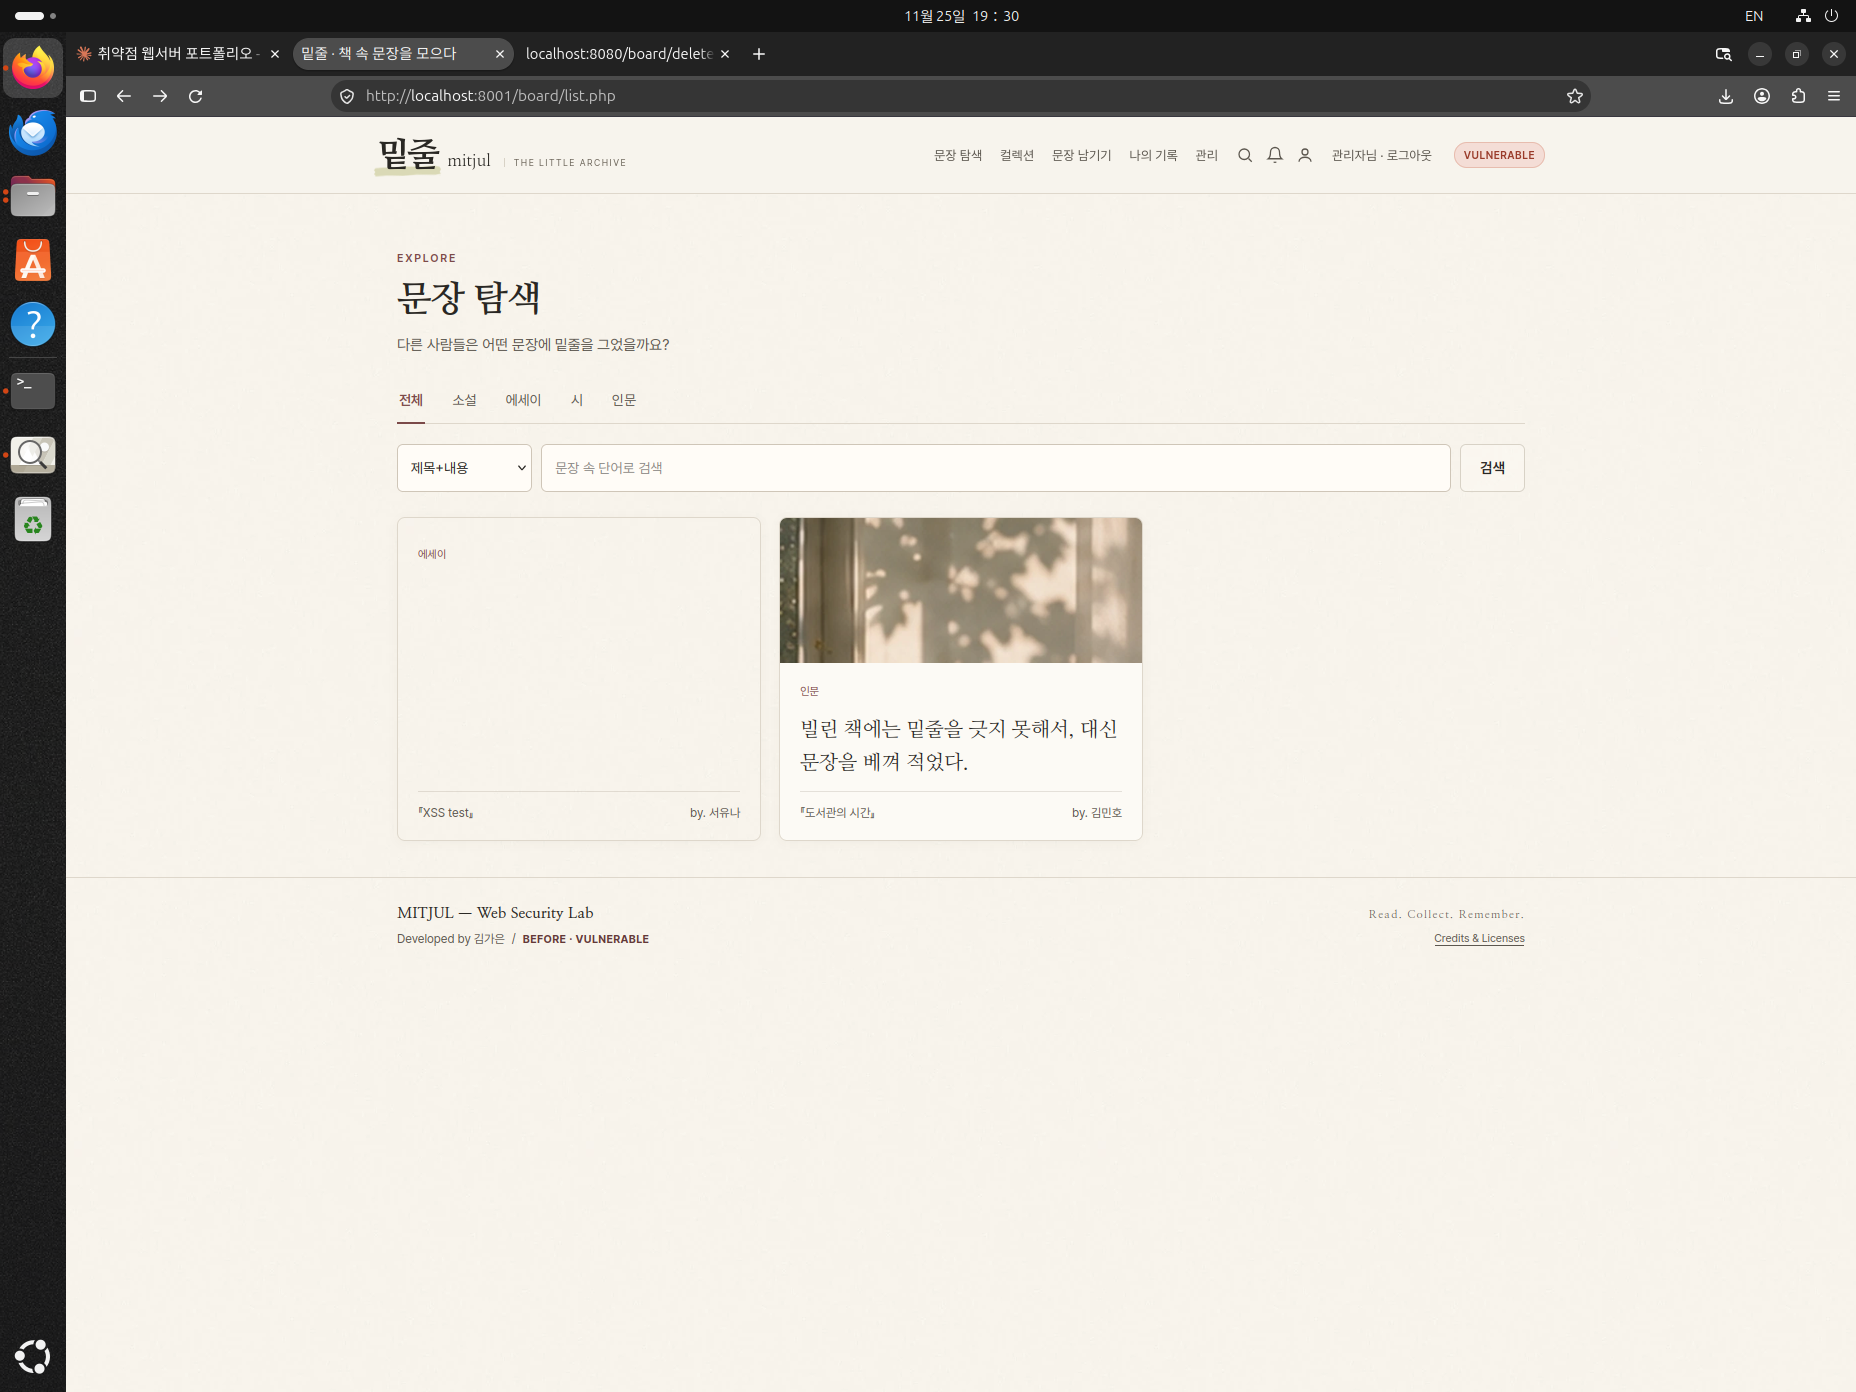 11월 25일 19 : 30
EN
취약점 웹서버 포트폴리오 -
밑줄 · 책 속 문장을 모으다
localhost:8080/board/delete
http://localhost:8001/board/list.php
밑줄 mitjul THE LITTLE ARCHIVE
문장 탐색 컬렉션 문장 남기기 나의 기록 관리 관리자님 · 로그아웃 VULNERABLE
EXPLORE
문장 탐색
다른 사람들은 어떤 문장에 밑줄을 그었을까요?
전체 소설 에세이 시 인문
제목+내용 문장 속 단어로 검색 검색
에세이
『XSS test』 by. 서유나
인문
빌린 책에는 밑줄을 긋지 못해서, 대신
문장을 베껴 적었다.
『도서관의 시간』 by. 김민호
MITJUL — Web Security Lab
Developed by 김가은 / BEFORE · VULNERABLE
Read. Collect. Remember.
Credits & Licenses